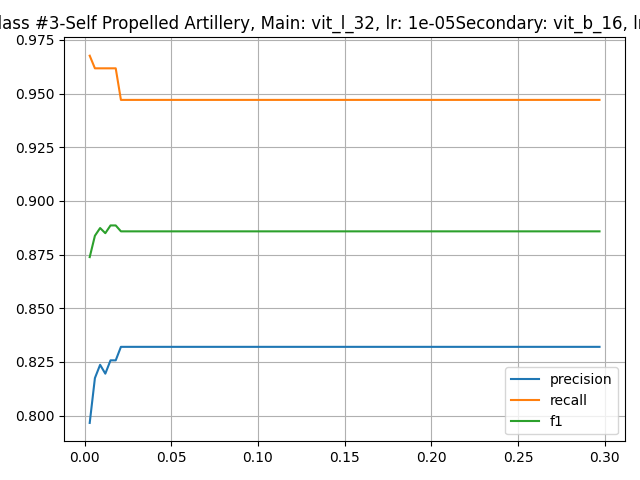 lass #3-Self Propelled Artillery, Main: vit_l_32, lr: 1e-05Secondary: vit_b_16, lr
0.975
0.950
0.925
0.900
0.875
0.850
0.825
0.800
precision
recall
f1
0.00 0.05 0.10 0.15 0.20 0.25 0.30